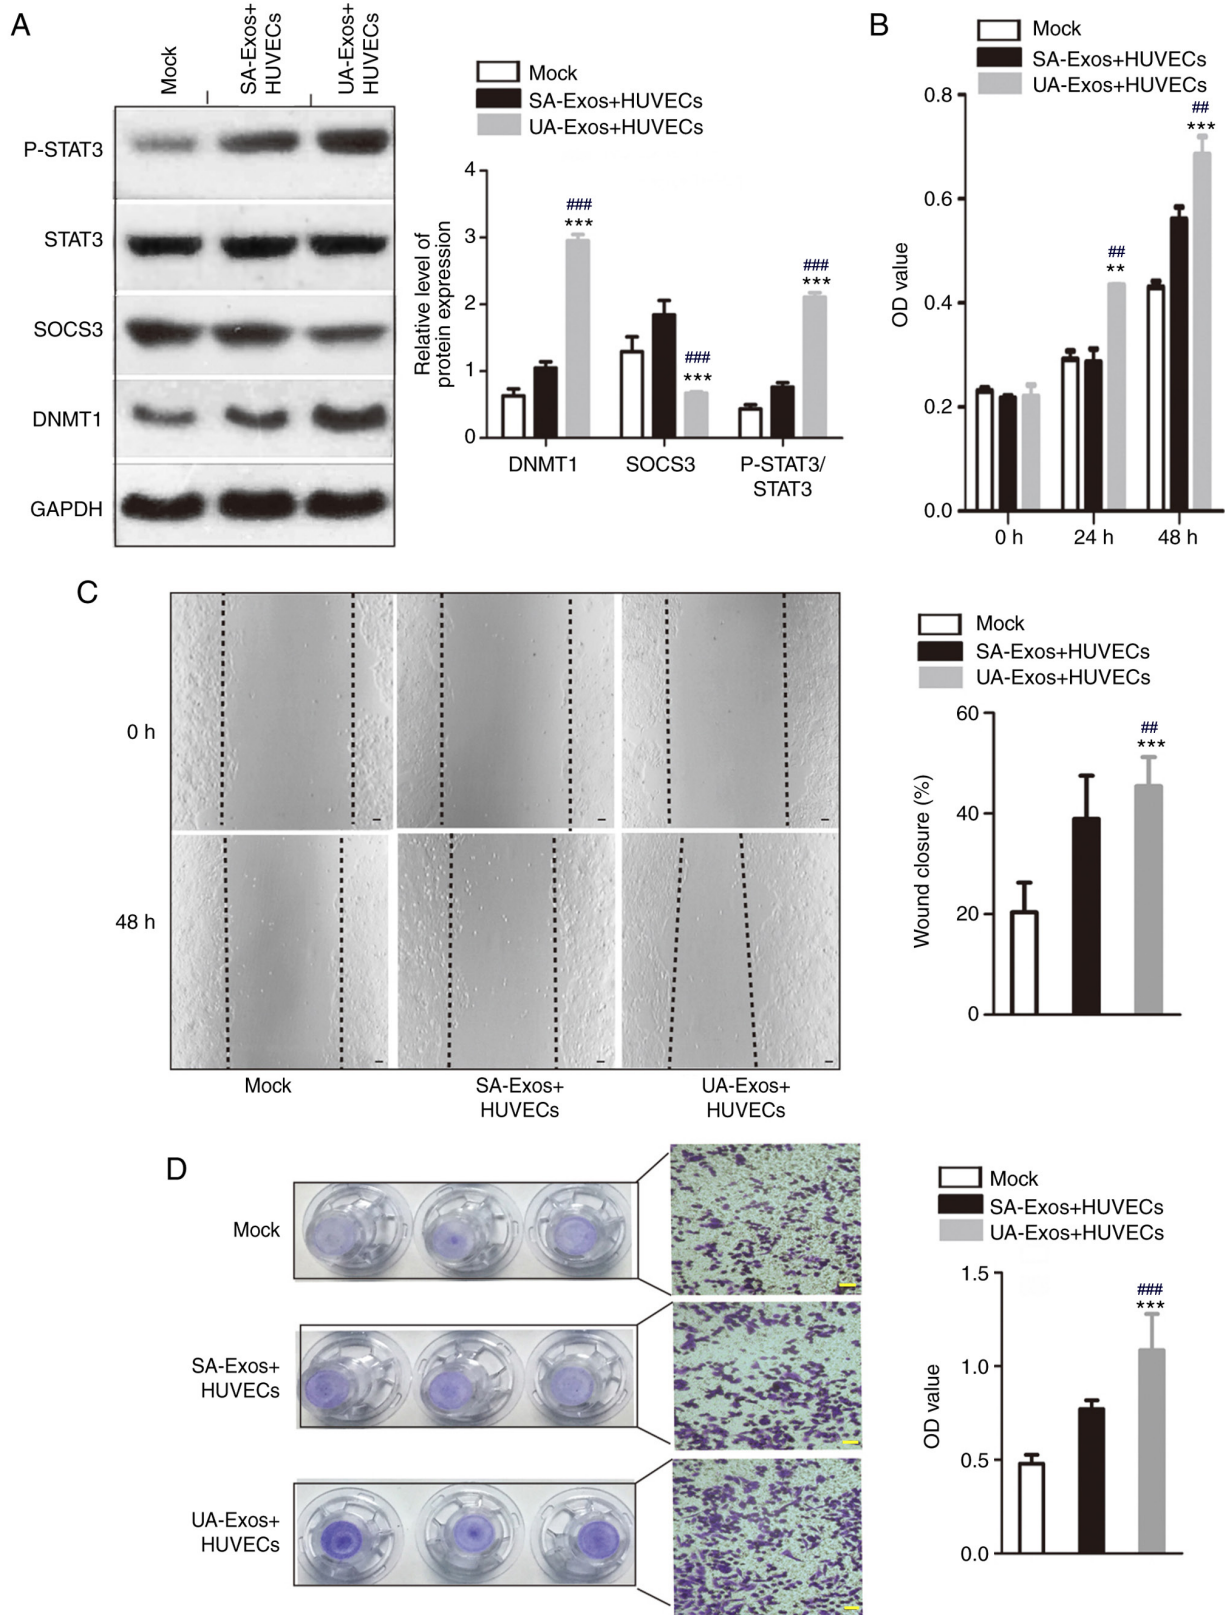 A
Mock
SA-Exos+
HUVECs
UA-Exos+
HUVECs
P-STAT3
STAT3
SOCS3
DNMT1
GAPDH
Mock
SA-Exos+HUVECs
UA-Exos+HUVECs
Relative level of
protein expression
4
3
2
1
0
###
***
###
***
###
***
DNMT1
SOCS3
P-STAT3/
STAT3
B
Mock
SA-Exos+HUVECs
UA-Exos+HUVECs
OD value
0.8
0.6
0.4
0.2
0.0
##
**
##
***
0 h
24 h
48 h
C
0 h
48 h
Mock
SA-Exos+
HUVECs
UA-Exos+
HUVECs
Mock
SA-Exos+HUVECs
UA-Exos+HUVECs
Wound closure (%)
60
40
20
0
##
***
D
Mock
SA-Exos+
HUVECs
UA-Exos+
HUVECs
Mock
SA-Exos+HUVECs
UA-Exos+HUVECs
OD value
1.5
1.0
0.5
0.0
###
***